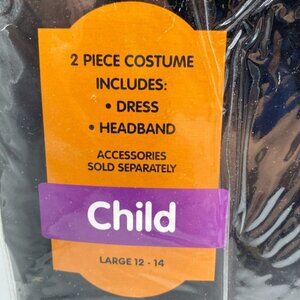 2 PIECE COSTUME
INCLUDES:
• DRESS
• HEADBAND
ACCESSORIES
SOLD SEPARATELY
Child
LARGE 12 - 14